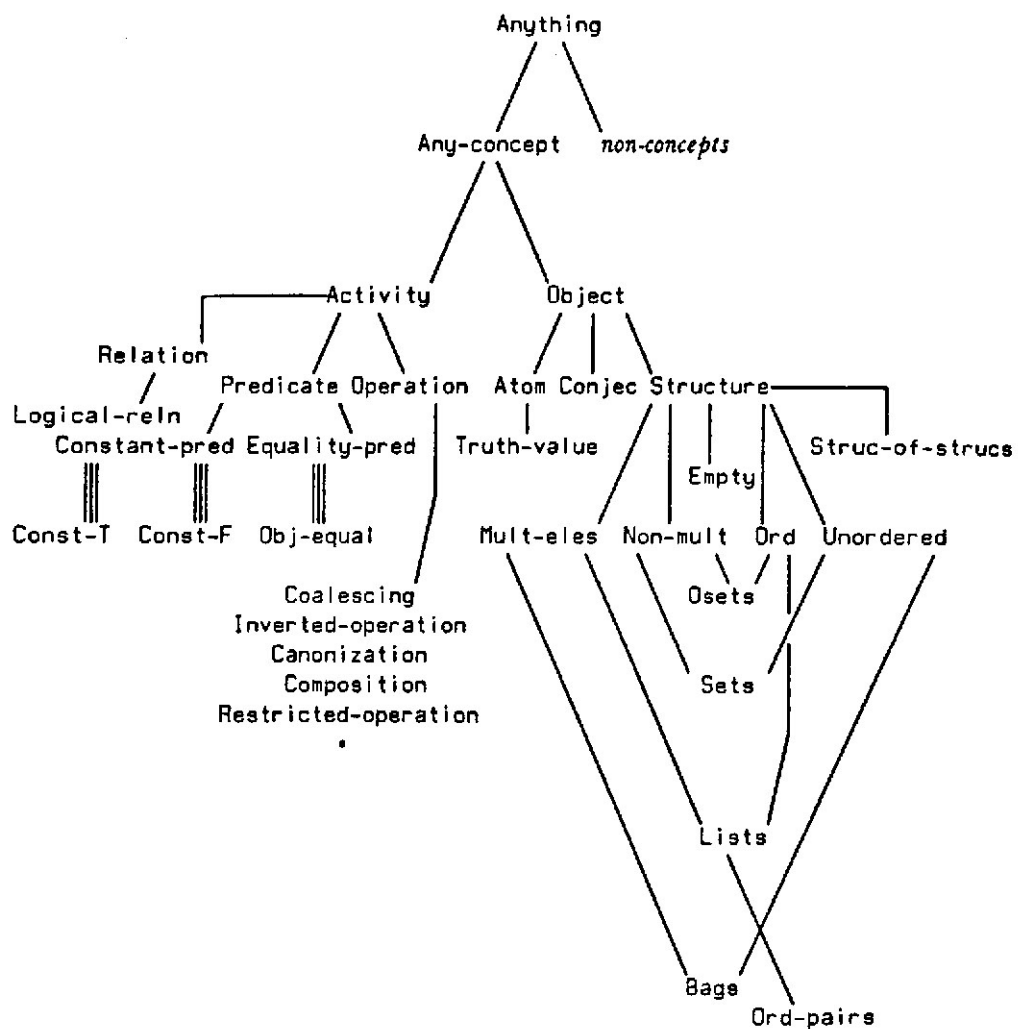 Anything
Any-concept non-concepts
Activity Object
Relation
Predicate Operation Atom Conjec Structure
Logical-reln
Constant-pred Equality-pred Truth-value Struc-of-strucs
Empty
Const-T Const-F Obj-equal Mult-eles Non-mult Ord Unordered
Coalescing Osets
Inverted-operation
Canonization
Composition Sets
Restricted-operation
Lists
Bags
Ord-pairs